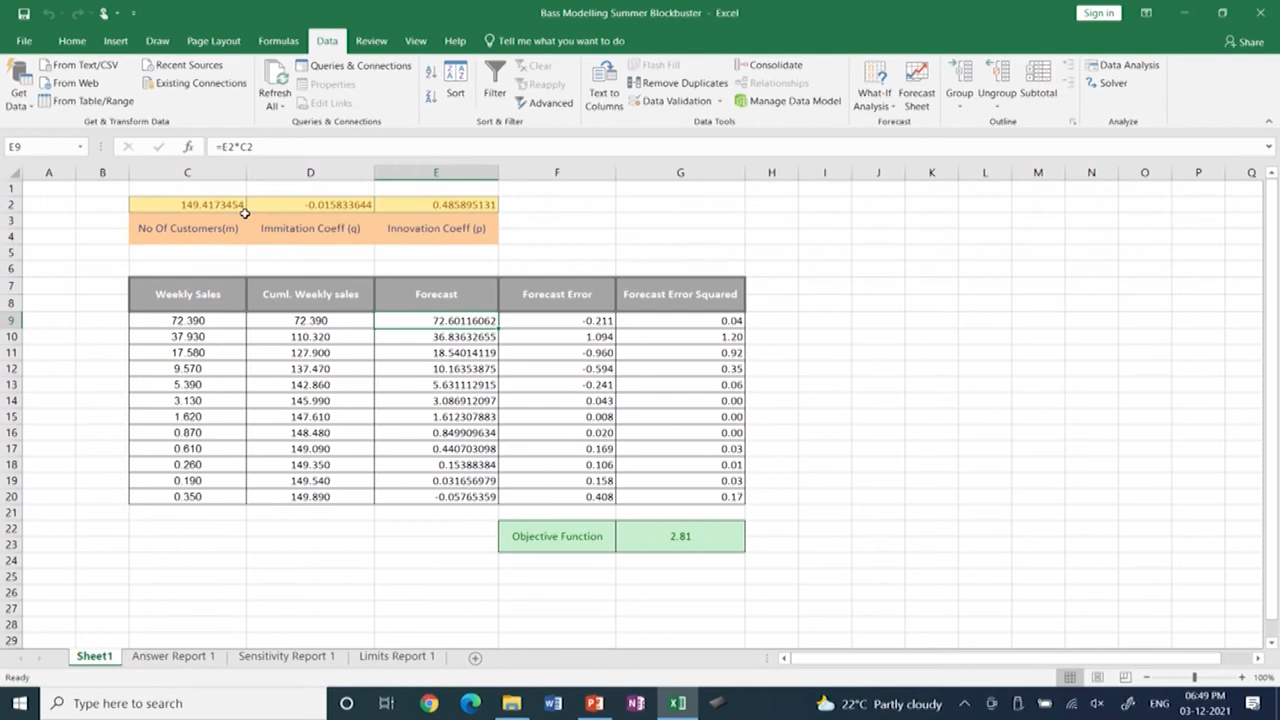 Bass Modelling Summer Blockbuster - Excel
Sign in
File Home Insert Draw Page Layout Formulas Data Review View Help Tell me what you want to do
Share
From Text/CSV
From Web
From Table/Range
Recent Sources
Existing Connections
Get Data
Get & Transform Data
Refresh All
Queries & Connections
Properties
Edit Links
Queries & Connections
Sort
Filter
Clear
Reapply
Advanced
Sort & Filter
Text to Columns
Flash Fill
Remove Duplicates
Data Validation
Consolidate
Relationships
Manage Data Model
Data Tools
What-If Analysis
Forecast Sheet
Forecast
Group
Ungroup
Subtotal
Outline
Data Analysis
Solver
Analyze
E9 fx =E2*C2
A B C D E F G H I J K L M N O P Q
1
2 149.4173454 -0.015833644 0.485895131
3
No Of Customers(m) Immitation Coeff (q) Innovation Coeff (p)
4
5
6
7
Weekly Sales Cuml. Weekly sales Forecast Forecast Error Forecast Error Squared
8
9 72.390 72.390 72.60116062 -0.211 0.04
10 37.930 110.320 36.83632655 1.094 1.20
11 17.580 127.900 18.54014119 -0.960 0.92
12 9.570 137.470 10.16353875 -0.594 0.35
13 5.390 142.860 5.631112915 -0.241 0.06
14 3.130 145.990 3.086912097 0.043 0.00
15 1.620 147.610 1.612307883 0.008 0.00
16 0.870 148.480 0.849909634 0.020 0.00
17 0.610 149.090 0.440703098 0.169 0.03
18 0.260 149.350 0.15388384 0.106 0.01
19 0.190 149.540 0.031656979 0.158 0.03
20 0.350 149.890 -0.05765359 0.408 0.17
21
22
Objective Function 2.81
23
24
25
26
27
28
29
Sheet1 Answer Report 1 Sensitivity Report 1 Limits Report 1
Ready
100%
Type here to search
22°C Partly cloudy
ENG
06:49 PM
03-12-2021